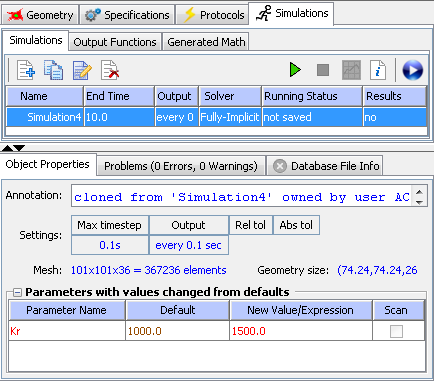 Geometry Specifications Protocols Simulations
Simulations Output Functions Generated Math
Name End Time Output Solver Running Status Results
Simulation4 10.0 every 0 Fully-Implicit not saved no
Object Properties Problems (0 Errors, 0 Warnings) Database File Info
Annotation: cloned from 'Simulation4' owned by user AC
Max timestep Output Rel tol Abs tol
Settings:
0.1s every 0.1 sec
Mesh: 101x101x36 = 367236 elements Geometry size: (74.24,74.24,26
Parameters with values changed from defaults
Parameter Name Default New Value/Expression Scan
Kr 1000.0 1500.0